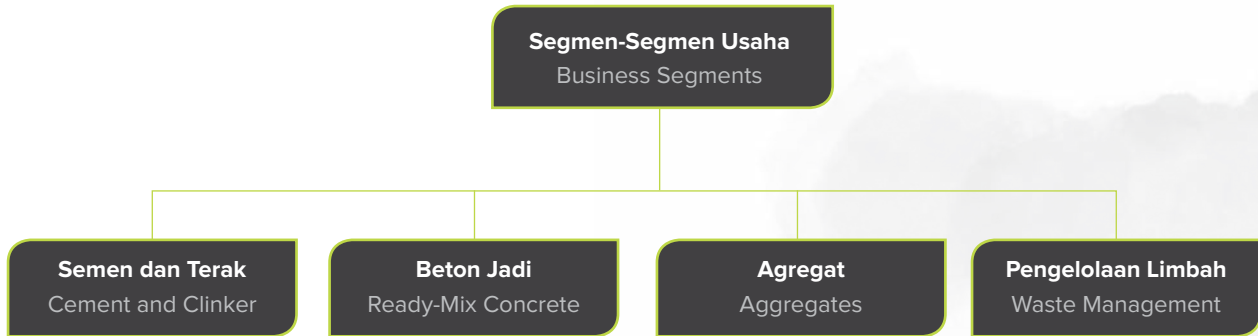 Segmen-Segmen Usaha
Business Segments
Semen dan Terak
Cement and Clinker
Beton Jadi
Ready-Mix Concrete
Agregat
Aggregates
Pengelolaan Limbah
Waste Management